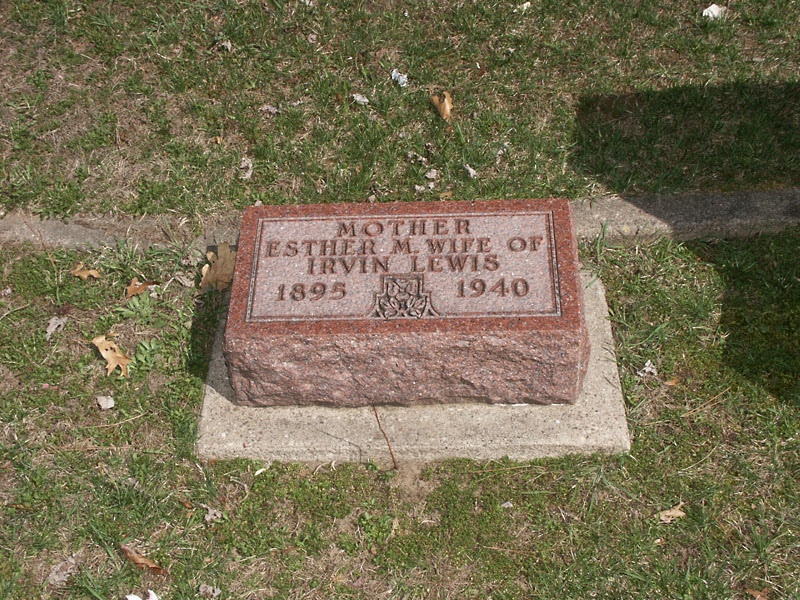 MOTHER
ESTHER M. WIFE OF
IRVIN LEWIS
1895 1940